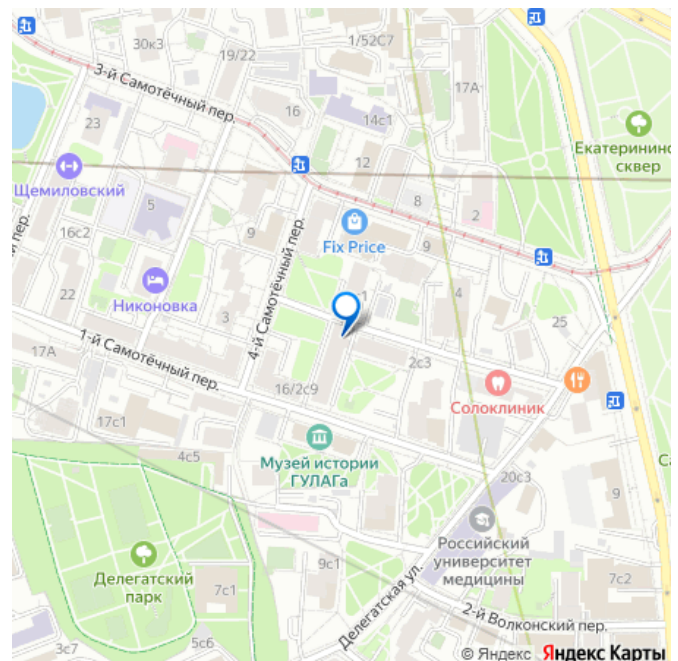 30к3
19/22
1/52С7
3-й Самотёчный пер.
17А
16
14с1
23
Екатерининс
сквер
12
Щемиловский
5
8
2
пер.
16с2
9
Fix Price
9
4-й Самотёчный пер.
22
Никоновка
4
3
25
1-й Самотёчный пер.
17А
2с3
16/2с9
Солоклиник
17с1
Музей истории
ГУЛАГа
4с5
20с3
9
Российский
университет
медицины
Делегатский
парк
7с1
9с1
7с2
Делегатская ул.
2-й Волконский пер.
5с6
3с7
© Яндекс Яндекс Карты